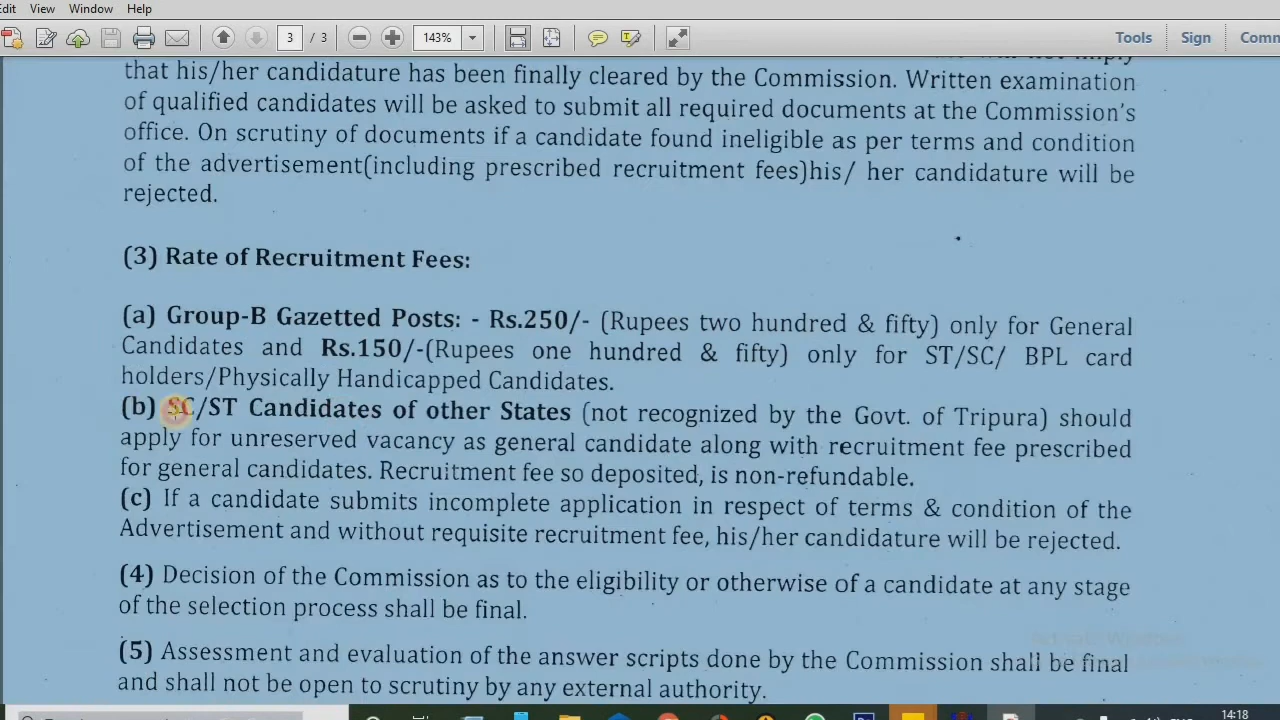 Edit View Window Help
3 / 3 143% Tools Sign Comm
that his/her candidature has been finally cleared by the Commission. Written examination
of qualified candidates will be asked to submit all required documents at the Commission's
office. On scrutiny of documents if a candidate found ineligible as per terms and condition
of the advertisement(including prescribed recruitment fees)his/ her candidature will be
rejected.
(3) Rate of Recruitment Fees:
(a) Group-B Gazetted Posts: - Rs.250/- (Rupees two hundred & fifty) only for General
Candidates and Rs.150/-(Rupees one hundred & fifty) only for ST/SC/ BPL card
holders/Physically Handicapped Candidates.
(b) SC/ST Candidates of other States (not recognized by the Govt. of Tripura) should
apply for unreserved vacancy as general candidate along with recruitment fee prescribed
for general candidates. Recruitment fee so deposited, is non-refundable.
(c) If a candidate submits incomplete application in respect of terms & condition of the
Advertisement and without requisite recruitment fee, his/her candidature will be rejected.
(4) Decision of the Commission as to the eligibility or otherwise of a candidate at any stage
of the selection process shall be final.
(5) Assessment and evaluation of the answer scripts done by the Commission shall be final
and shall not be open to scrutiny by any external authority.
14:18